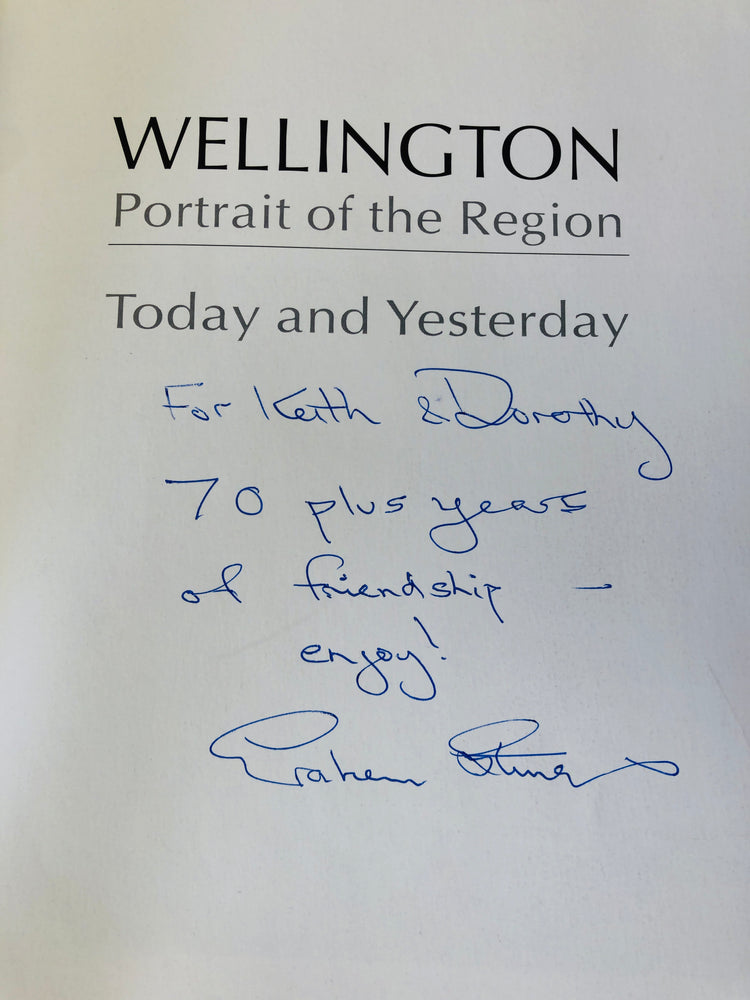 WELLINGTON
Portrait of the Region
Today and Yesterday
For Keith & Dorothy
70 plus years
of friendship –
enjoy!
Graham